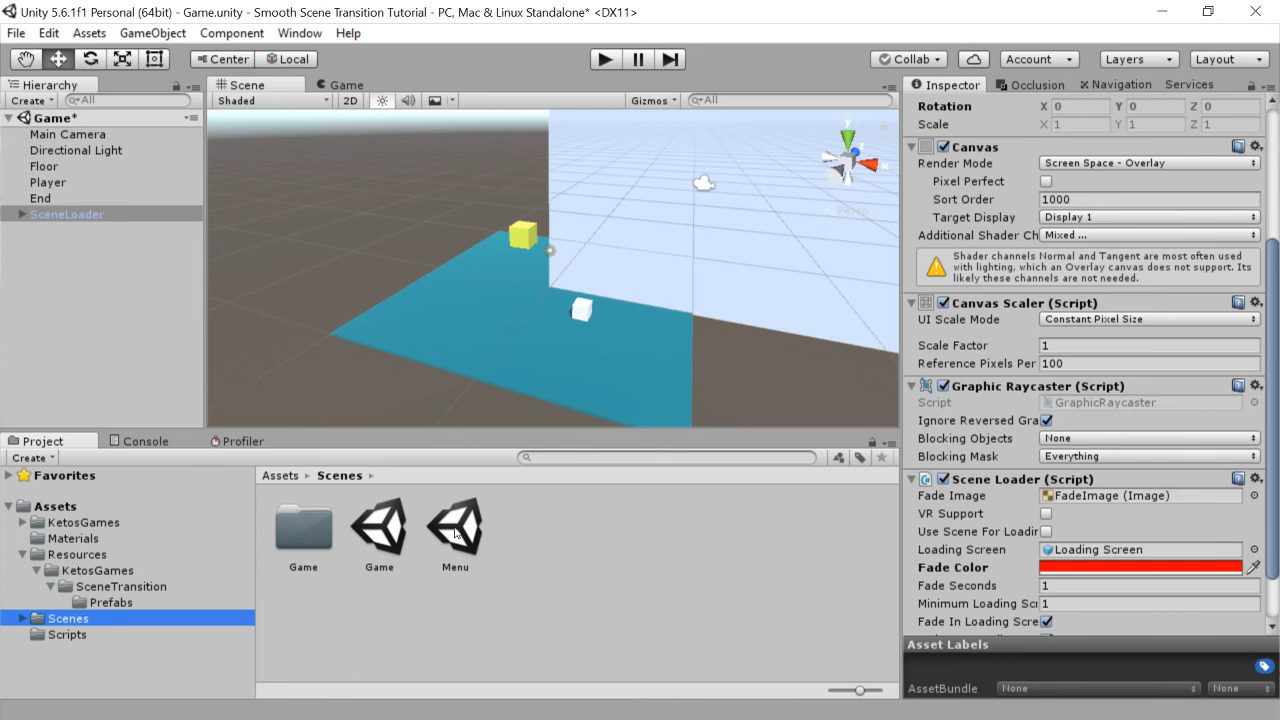 Unity 5.6.1f1 Personal (64bit) - Game.unity - Smooth Scene Transition Tutorial - PC, Mac & Linux Standalone* <DX11>
File Edit Assets GameObject Component Window Help
Center Local Collab Account Layers Layout
Hierarchy
Create All
Game*
Main Camera
Directional Light
Floor
Player
End
SceneLoader
Scene Game
Shaded 2D Gizmos All
y
Persp
Inspector Occlusion Navigation Services
Rotation X 0 Y 0 Z 0
Scale X 1 Y 1 Z 1
Canvas
Render Mode Screen Space - Overlay
Pixel Perfect
Sort Order 1000
Target Display Display 1
Additional Shader Ch Mixed ...
Shader channels Normal and Tangent are most often used
with lighting, which an Overlay canvas does not support. Its
likely these channels are not needed.
Canvas Scaler (Script)
UI Scale Mode Constant Pixel Size
Scale Factor 1
Reference Pixels Per 100
Graphic Raycaster (Script)
Script GraphicRaycaster
Ignore Reversed Gra
Blocking Objects None
Blocking Mask Everything
Scene Loader (Script)
Fade Image FadeImage (Image)
VR Support
Use Scene For Loadin
Loading Screen Loading Screen
Fade Color
Fade Seconds 1
Minimum Loading Sc 1
Fade In Loading Scre
Asset Labels
AssetBundle None None
Project Console Profiler
Create
Favorites
Assets
KetosGames
Materials
Resources
KetosGames
SceneTransition
Prefabs
Scenes
Scripts
Assets Scenes
Game Game Menu